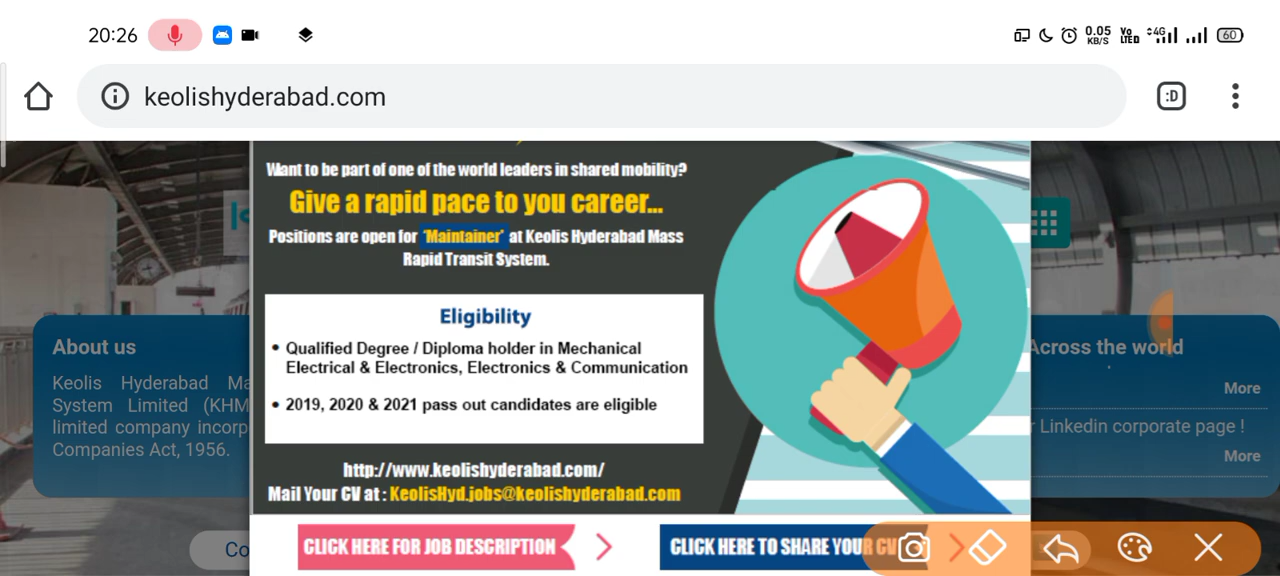 20:26
0.05
KB/S
Vo
LTED
4G
60
keolishyderabad.com
:D
Want to be part of one of the world leaders in shared mobility?
Give a rapid pace to you career...
Positions are open for 'Maintainer' at Keolis Hyderabad Mass
Rapid Transit System.
Eligibility
• Qualified Degree / Diploma holder in Mechanical
Electrical & Electronics, Electronics & Communication
• 2019, 2020 & 2021 pass out candidates are eligible
http://www.keolishyderabad.com/
Mail Your CV at : KeolisHyd.jobs@keolishyderabad.com
CLICK HERE FOR JOB DESCRIPTION
CLICK HERE TO SHARE YOUR CV
About us
Keolis Hyderabad Ma
System Limited (KHM
limited company incorp
Companies Act, 1956.
Co
Across the world
More
r Linkedin corporate page !
More